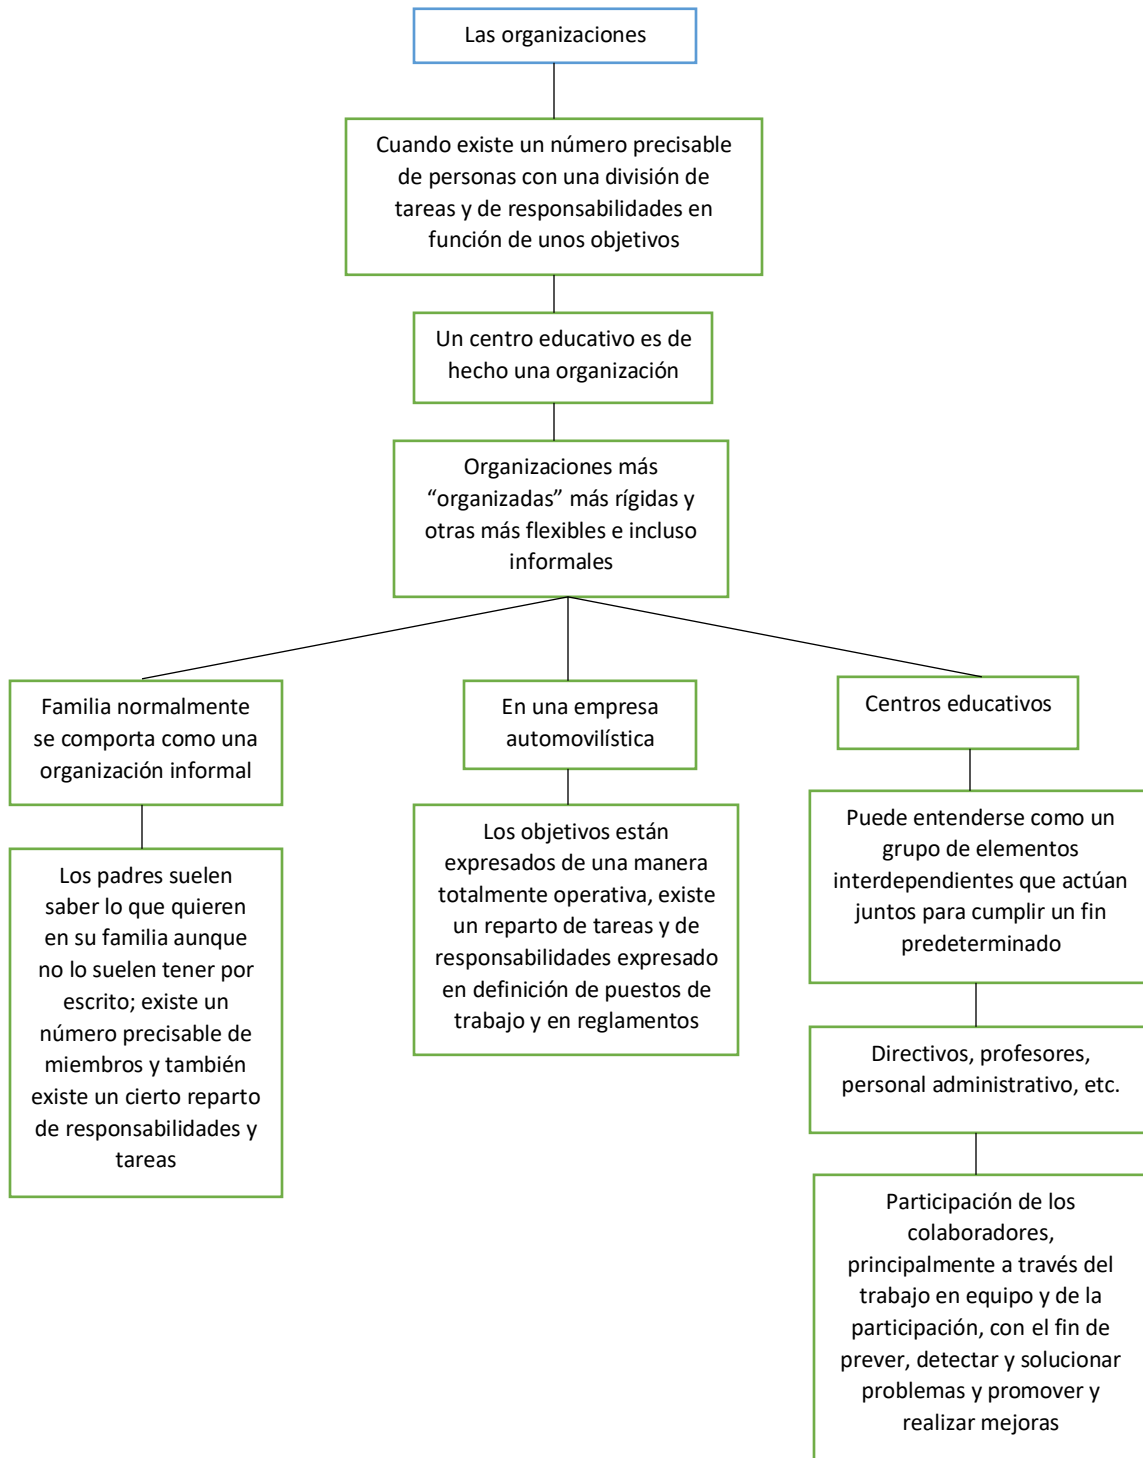 Las organizaciones
Cuando existe un número precisable
de personas con una división de
tareas y de responsabilidades en
función de unos objetivos
Un centro educativo es de
hecho una organización
Organizaciones más
“organizadas” más rígidas y
otras más flexibles e incluso
informales
Familia normalmente
se comporta como una
organización informal
Los padres suelen
saber lo que quieren
en su familia aunque
no lo suelen tener por
escrito; existe un
número precisable de
miembros y también
existe un cierto reparto
de responsabilidades y
tareas
En una empresa
automovilística
Los objetivos están
expresados de una manera
totalmente operativa, existe
un reparto de tareas y de
responsabilidades expresado
en definición de puestos de
trabajo y en reglamentos
Centros educativos
Puede entenderse como un
grupo de elementos
interdependientes que actúan
juntos para cumplir un fin
predeterminado
Directivos, profesores,
personal administrativo, etc.
Participación de los
colaboradores,
principalmente a través del
trabajo en equipo y de la
participación, con el fin de
prever, detectar y solucionar
problemas y promover y
realizar mejoras